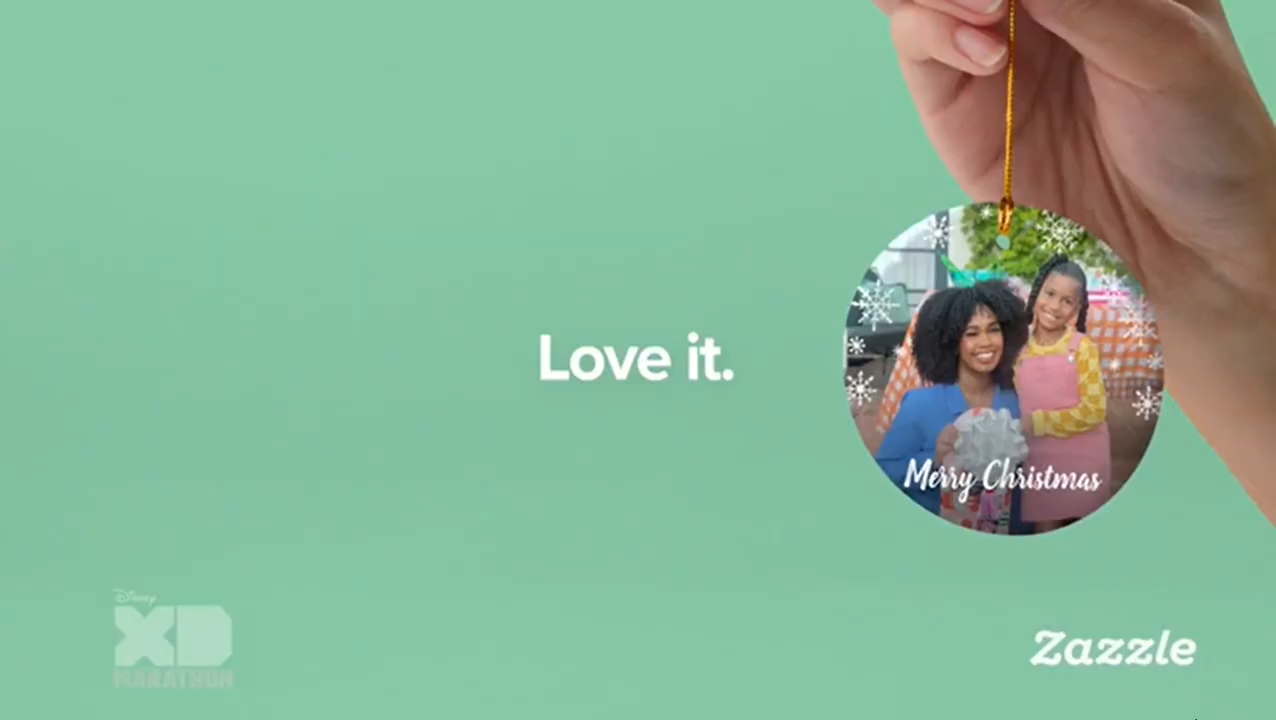 Love it.
Merry Christmas
Disney
XD
MARATHON
Zazzle